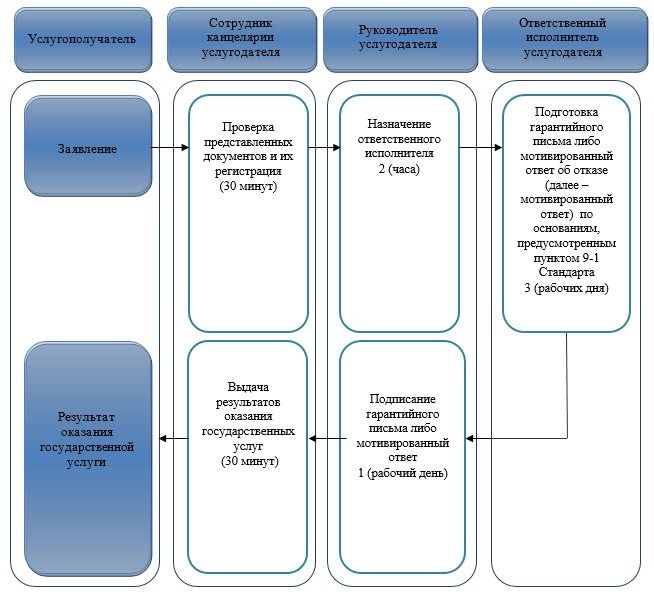 Услугополучатель
Сотрудник
канцелярии
услугодателя
Руководитель
услугодателя
Ответственный
исполнитель
услугодателя
Заявление
Проверка
представленных
документов и их
регистрация
(30 минут)
Назначение
ответственного
исполнителя
2 (часа)
Подготовка
гарантийного
письма либо
мотивированный
ответ об отказе
(далее –
мотивированный
ответ) по
основаниям,
предусмотренным
пунктом 9-1
Стандарта
3 (рабочих дня)
Результат
оказания
государственной
услуги
Выдача
результатов
оказания
государственных
услуг
(30 минут)
Подписание
гарантийного
письма либо
мотивированный
ответ
1 (рабочий день)